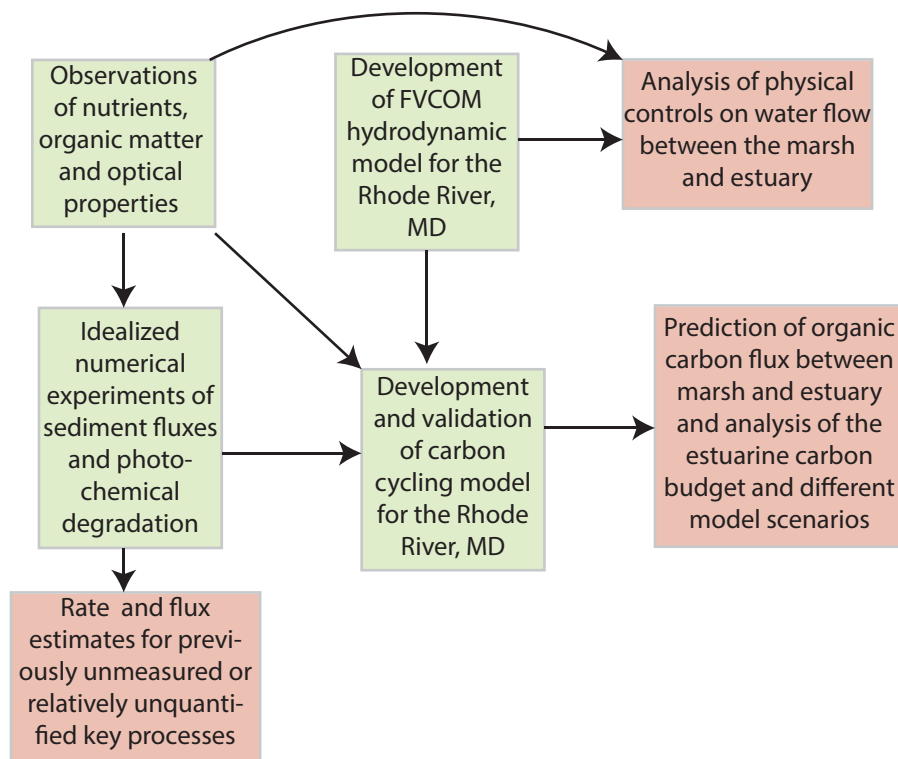 Observations
of nutrients,
organic matter
and optical
properties
Development
of FVCOM
hydrodynamic
model for the
Rhode River,
MD
Analysis of physical
controls on water flow
between the marsh
and estuary
Idealized
numerical
experiments of
sediment fluxes
and photo-
chemical
degradation
Development
and validation
of carbon
cycling model
for the Rhode
River, MD
Prediction of organic
carbon flux between
marsh and estuary
and analysis of the
estuarine carbon
budget and different
model scenarios
Rate and flux
estimates for previ-
ously unmeasured or
relatively unquanti-
fied key processes